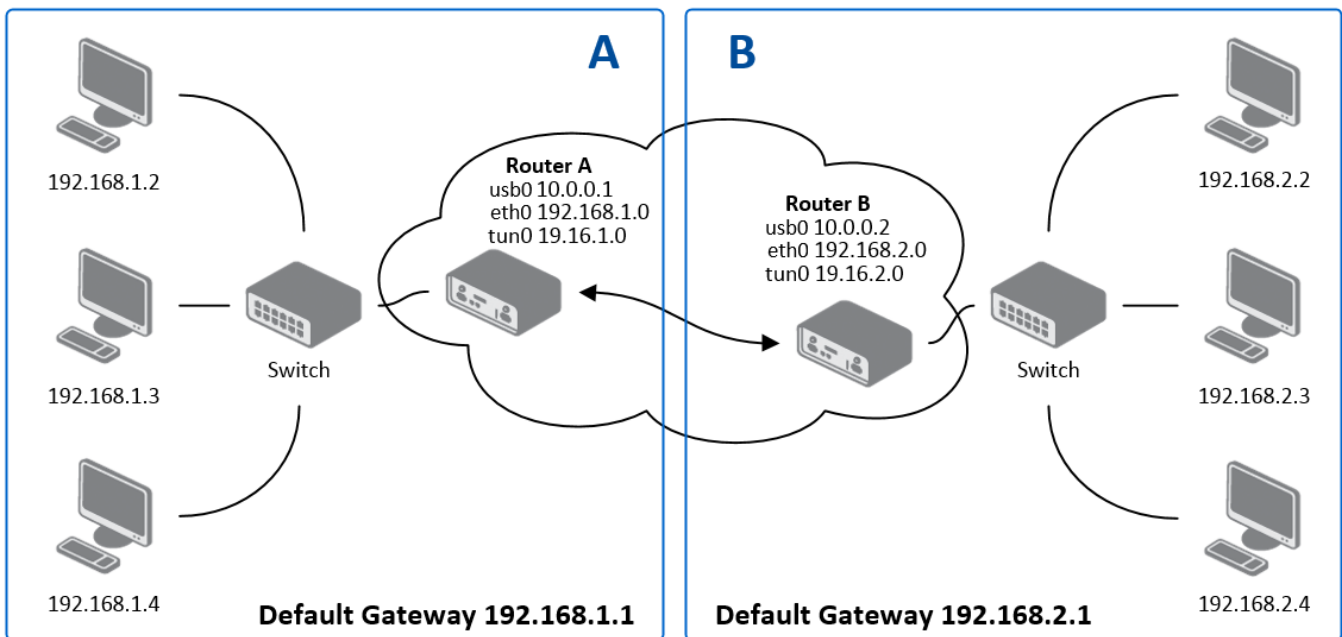 A
B
192.168.1.2
Router A
usb0 10.0.0.1
eth0 192.168.1.0
tun0 19.16.1.0
Router B
usb0 10.0.0.2
eth0 192.168.2.0
tun0 19.16.2.0
192.168.2.2
192.168.1.3
Switch
Switch
192.168.2.3
192.168.1.4
Default Gateway 192.168.1.1
Default Gateway 192.168.2.1
192.168.2.4